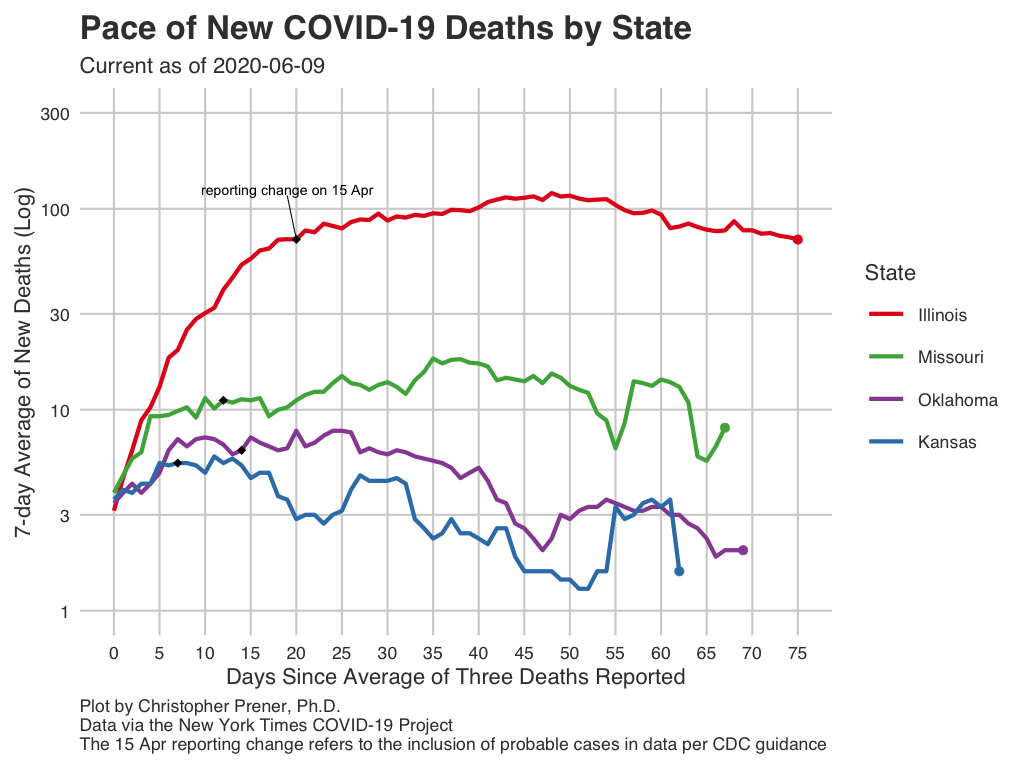 Pace of New COVID-19 Deaths by State
Current as of 2020-06-09
7-day Average of New Deaths (Log)
300
100
30
10
3
1
reporting change on 15 Apr
State
Illinois
Missouri
Oklahoma
Kansas
0 5 10 15 20 25 30 35 40 45 50 55 60 65 70 75
Days Since Average of Three Deaths Reported
Plot by Christopher Prener, Ph.D.
Data via the New York Times COVID-19 Project
The 15 Apr reporting change refers to the inclusion of probable cases in data per CDC guidance